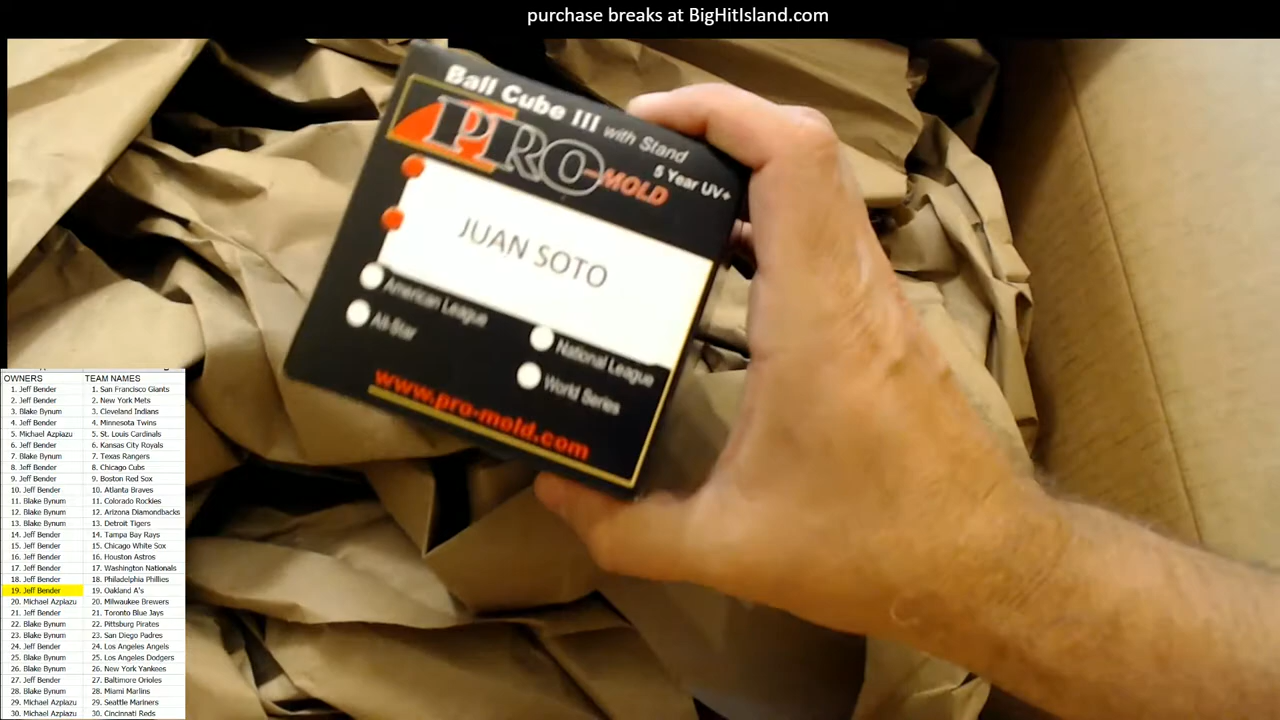 purchase breaks at BigHitIsland.com
Ball Cube III with Stand
5 Year UV+
PRO-MOLD
JUAN SOTO
American League
All-Star
National League
World Series
www.pro-mold.com
OWNERS TEAM NAMES
1. Jeff Bender 1. San Francisco Giants
2. Jeff Bender 2. New York Mets
3. Blake Bynum 3. Cleveland Indians
4. Jeff Bender 4. Minnesota Twins
5. Michael Azpiazu 5. St. Louis Cardinals
6. Jeff Bender 6. Kansas City Royals
7. Blake Bynum 7. Texas Rangers
8. Jeff Bender 8. Chicago Cubs
9. Jeff Bender 9. Boston Red Sox
10. Jeff Bender 10. Atlanta Braves
11. Blake Bynum 11. Colorado Rockies
12. Blake Bynum 12. Arizona Diamondbacks
13. Blake Bynum 13. Detroit Tigers
14. Jeff Bender 14. Tampa Bay Rays
15. Jeff Bender 15. Chicago White Sox
16. Jeff Bender 16. Houston Astros
17. Jeff Bender 17. Washington Nationals
18. Jeff Bender 18. Philadelphia Phillies
19. Jeff Bender 19. Oakland A's
20. Michael Azpiazu 20. Milwaukee Brewers
21. Jeff Bender 21. Toronto Blue Jays
22. Blake Bynum 22. Pittsburg Pirates
23. Blake Bynum 23. San Diego Padres
24. Jeff Bender 24. Los Angeles Angels
25. Blake Bynum 25. Los Angeles Dodgers
26. Blake Bynum 26. New York Yankees
27. Jeff Bender 27. Baltimore Orioles
28. Blake Bynum 28. Miami Marlins
29. Michael Azpiazu 29. Seattle Mariners
30. Michael Azpiazu 30. Cincinnati Reds